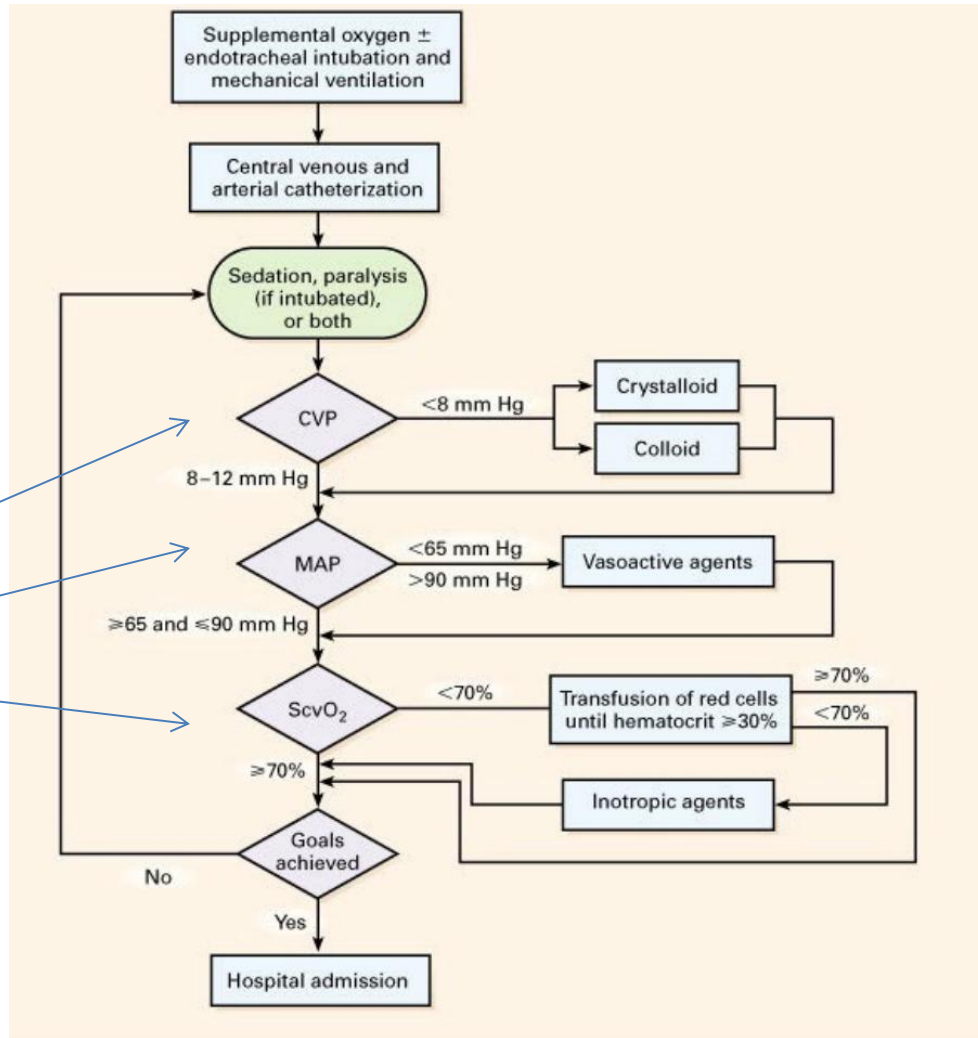 Supplemental oxygen ±
endotracheal intubation and
mechanical ventilation
Central venous and
arterial catheterization
Sedation, paralysis
(if intubated),
or both
CVP
<8 mm Hg
Crystalloid
Colloid
8–12 mm Hg
MAP
<65 mm Hg
>90 mm Hg
Vasoactive agents
≥65 and ≤90 mm Hg
ScvO₂
<70%
Transfusion of red cells
until hematocrit ≥30%
≥70%
<70%
≥70%
Inotropic agents
Goals
achieved
No
Yes
Hospital admission